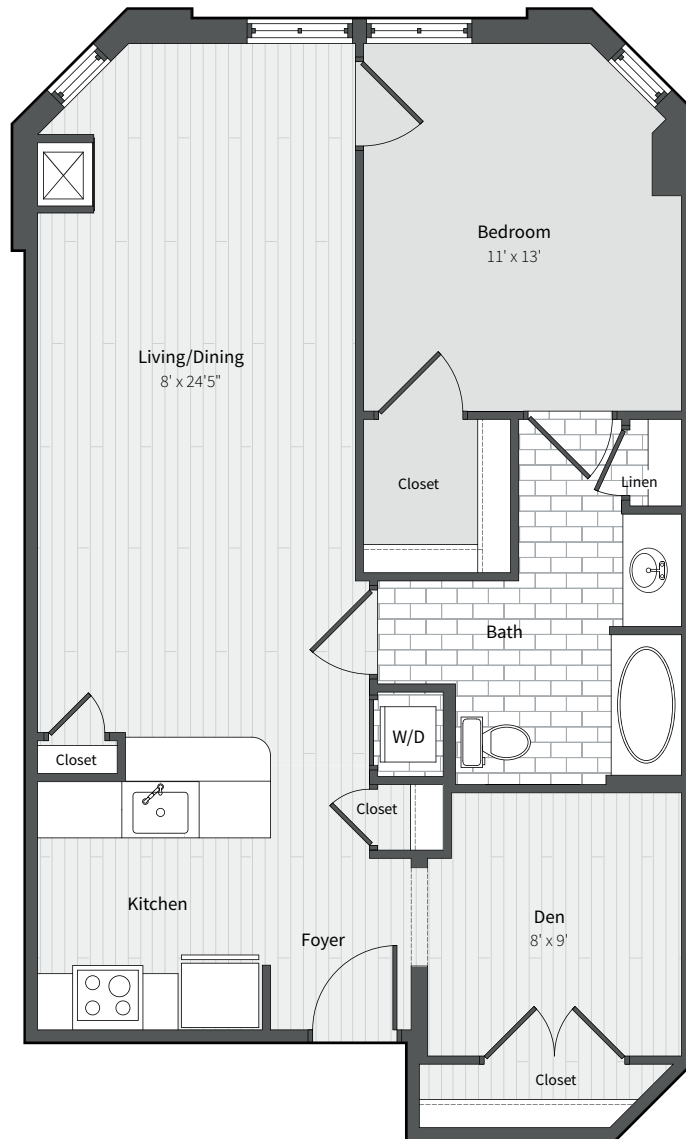 Bedroom
11' x 13'
Living/Dining
8' x 24'5"
Closet
Linen
Bath
W/D
Closet
Closet
Kitchen
Foyer
Den
8' x 9'
Closet